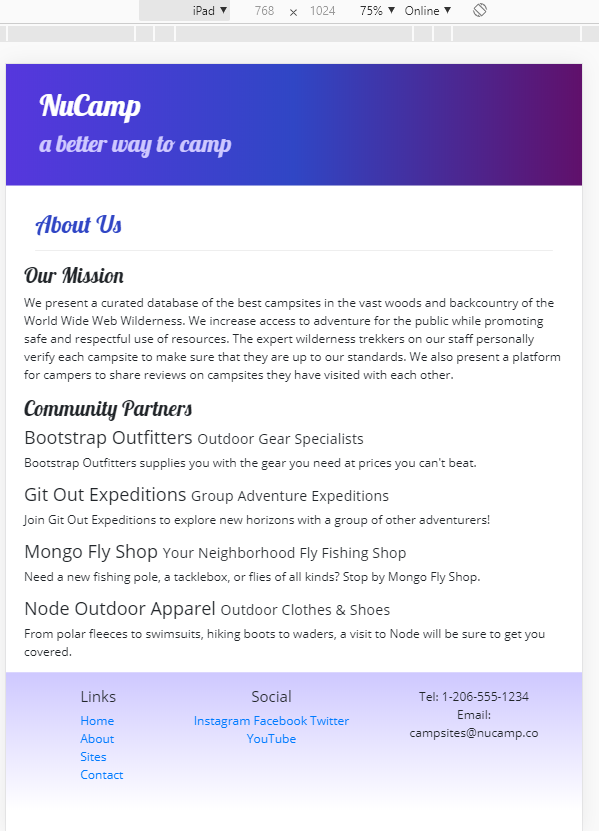 iPad ▼ 768 × 1024 75% ▼ Online ▼
NuCamp
a better way to camp
About Us
Our Mission
We present a curated database of the best campsites in the vast woods and backcountry of the
World Wide Web Wilderness. We increase access to adventure for the public while promoting
safe and respectful use of resources. The expert wilderness trekkers on our staff personally
verify each campsite to make sure that they are up to our standards. We also present a platform
for campers to share reviews on campsites they have visited with each other.
Community Partners
Bootstrap Outfitters Outdoor Gear Specialists
Bootstrap Outfitters supplies you with the gear you need at prices you can't beat.
Git Out Expeditions Group Adventure Expeditions
Join Git Out Expeditions to explore new horizons with a group of other adventurers!
Mongo Fly Shop Your Neighborhood Fly Fishing Shop
Need a new fishing pole, a tacklebox, or flies of all kinds? Stop by Mongo Fly Shop.
Node Outdoor Apparel Outdoor Clothes & Shoes
From polar fleeces to swimsuits, hiking boots to waders, a visit to Node will be sure to get you
covered.
Links
Home
About
Sites
Contact
Social
Instagram Facebook Twitter
YouTube
Tel: 1-206-555-1234
Email:
campsites@nucamp.co